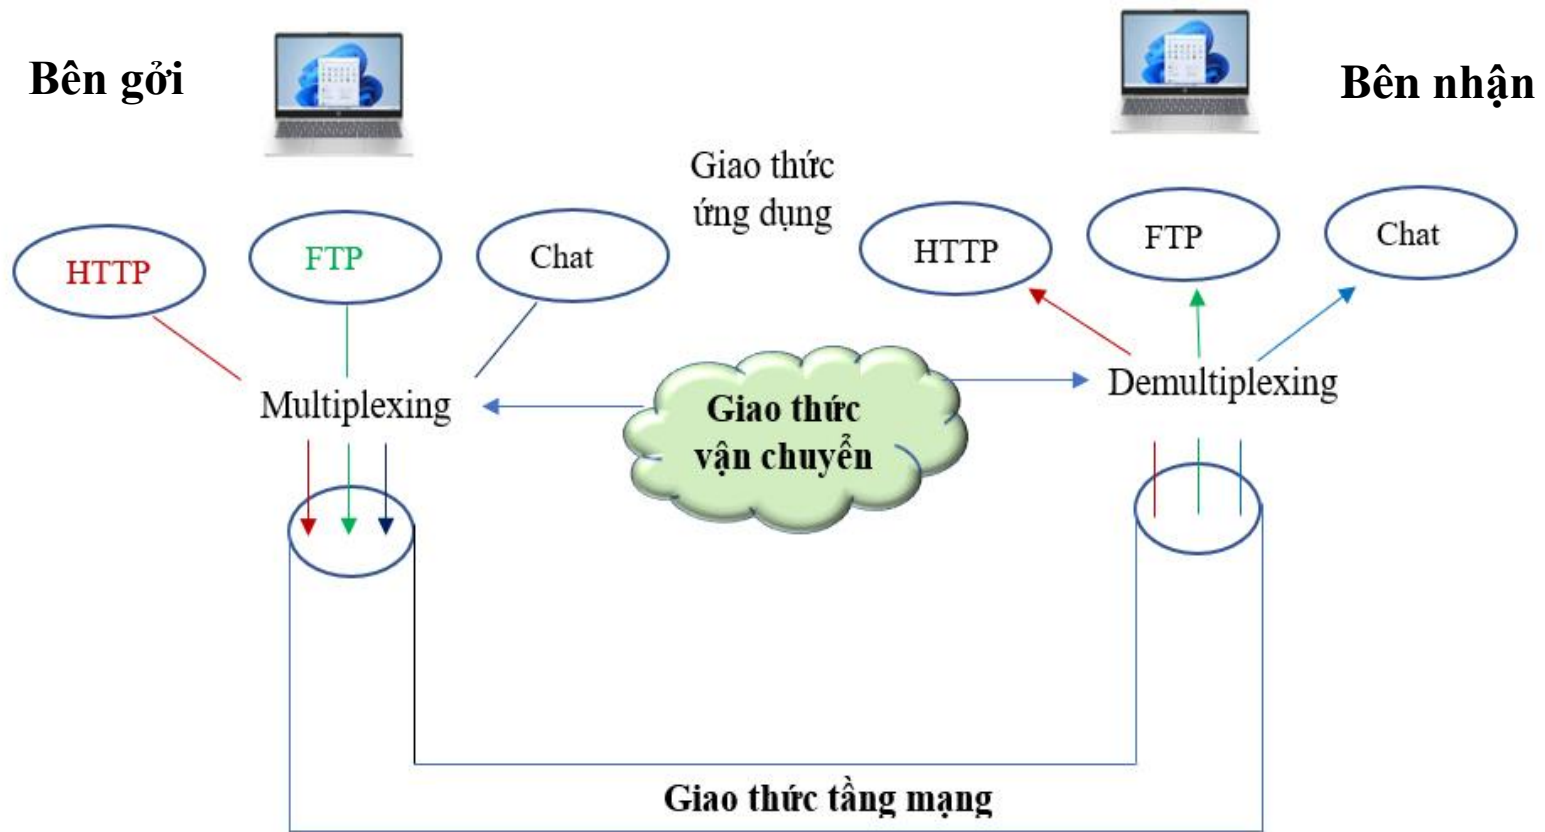 Bên gởi
Bên nhận
Giao thức
ứng dụng
HTTP
FTP
Chat
HTTP
FTP
Chat
Multiplexing
Giao thức
vận chuyển
Demultiplexing
Giao thức tầng mạng